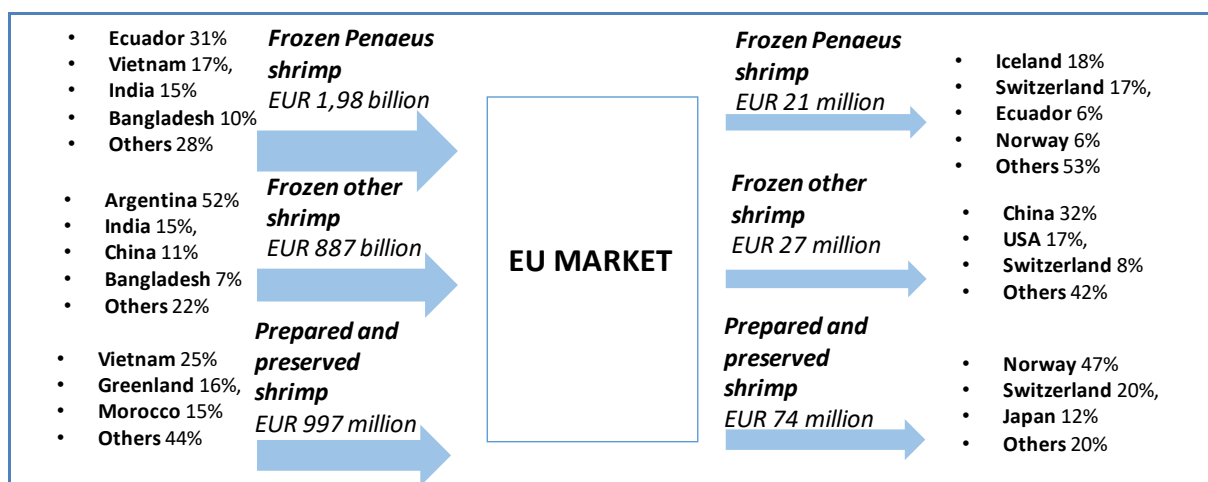 • Ecuador 31%
• Vietnam 17%,
• India 15%
• Bangladesh 10%
• Others 28%
Frozen Penaeus
shrimp
EUR 1,98 billion
• Argentina 52%
• India 15%,
• China 11%
• Bangladesh 7%
• Others 22%
Frozen other
shrimp
EUR 887 billion
• Vietnam 25%
• Greenland 16%,
• Morocco 15%
• Others 44%
Prepared and
preserved
shrimp
EUR 997 million
EU MARKET
Frozen Penaeus
shrimp
EUR 21 million
• Iceland 18%
• Switzerland 17%,
• Ecuador 6%
• Norway 6%
• Others 53%
Frozen other
shrimp
EUR 27 million
• China 32%
• USA 17%,
• Switzerland 8%
• Others 42%
Prepared and
preserved
shrimp
EUR 74 million
• Norway 47%
• Switzerland 20%,
• Japan 12%
• Others 20%